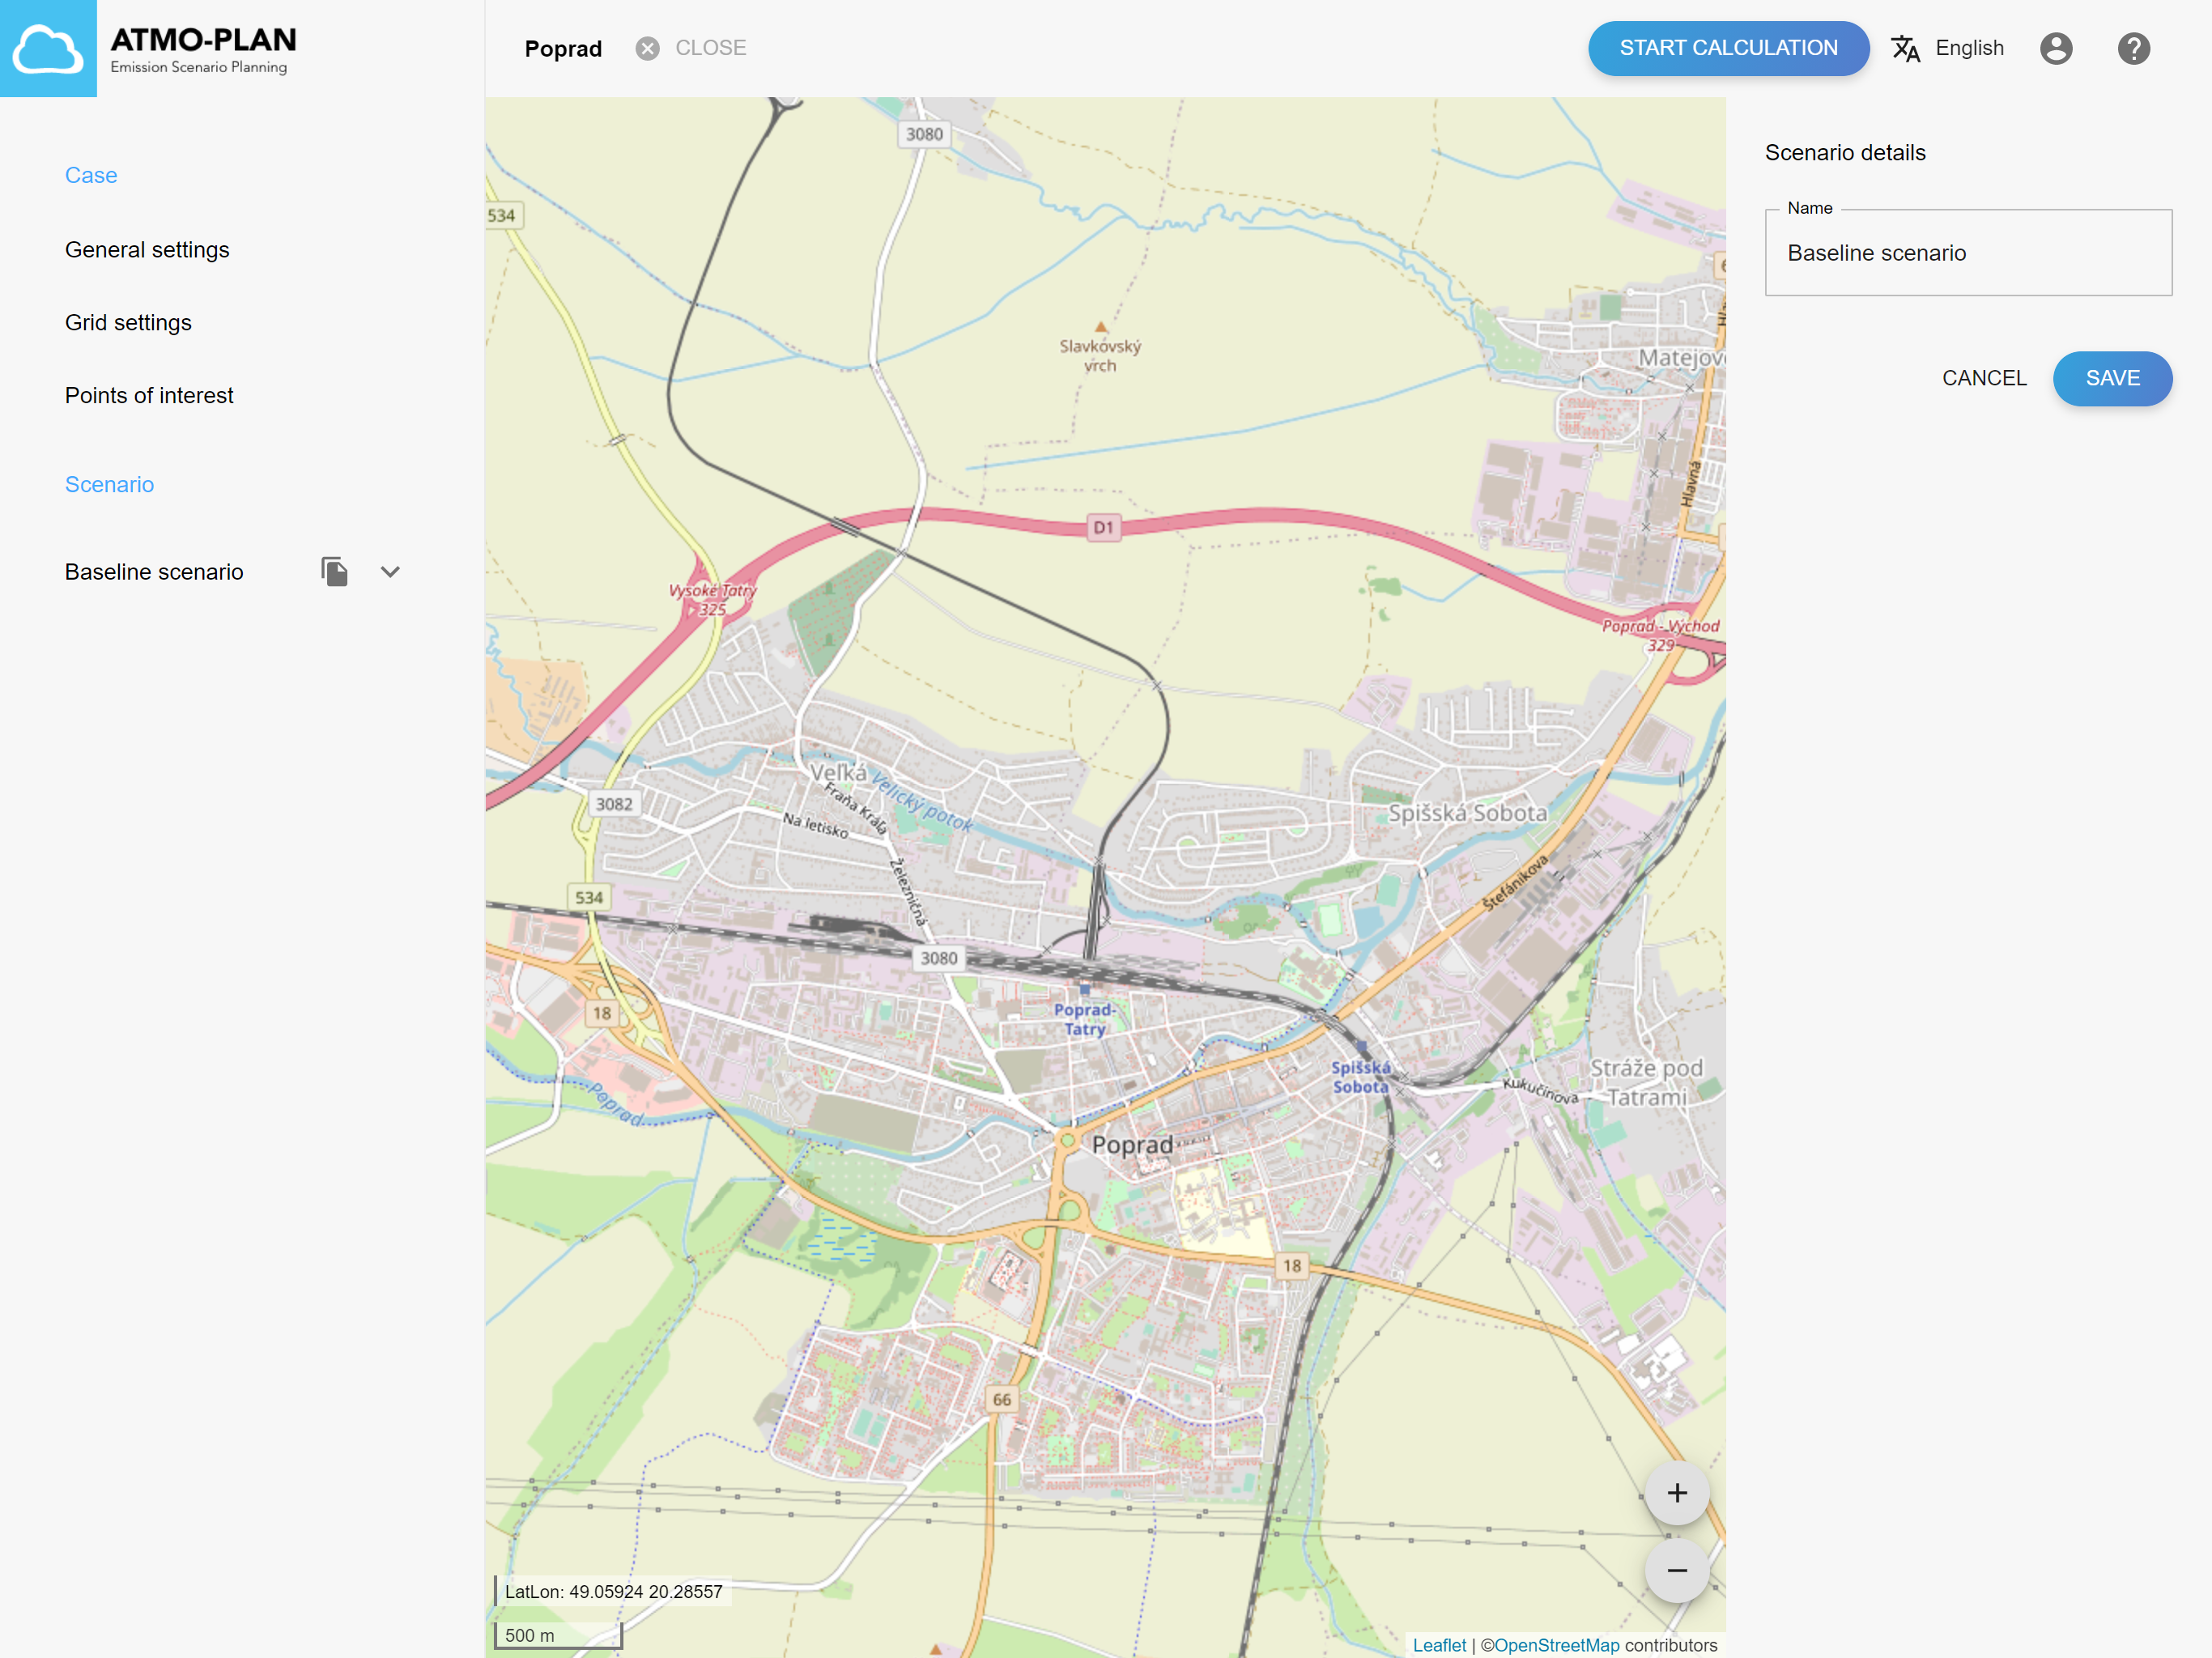 ATMO-PLAN
Emission Scenario Planning
Poprad
CLOSE
START CALCULATION
English
Case
General settings
Grid settings
Points of interest
Scenario
Baseline scenario
3080
534
Slavkovský
vrch
Matejov
Hlavná
D1
Vysoké Tatry
325
Poprad - Východ
329
Veľká
Velický potok
Fraňa Kráľa
Na letisko
Železničná
3082
Spišská Sobota
Štefánikova
534
3080
18
Poprad-
Tatry
Spišská
Sobota
Stráže pod
Tatrami
Kukučínova
Poprad
Poprad
18
66
LatLon: 49.05924 20.28557
500 m
Leaflet | ©OpenStreetMap contributors
Scenario details
Name
Baseline scenario
CANCEL
SAVE